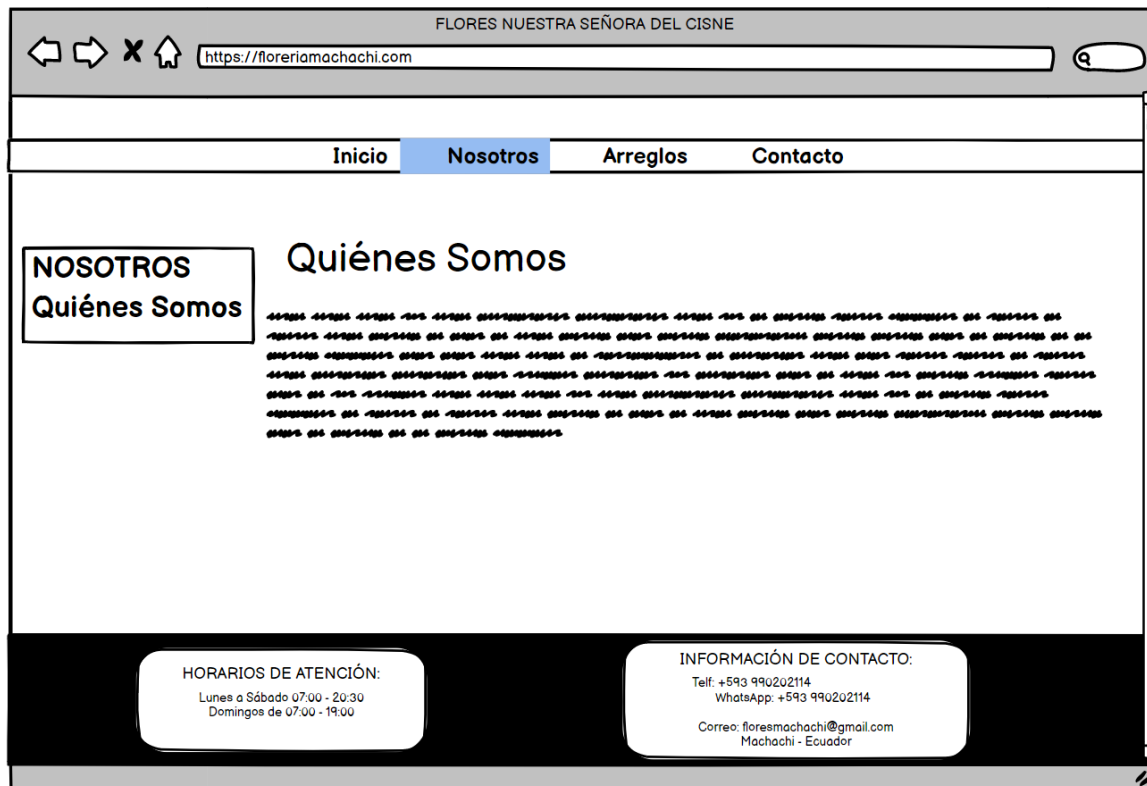 FLORES NUESTRA SEÑORA DEL CISNE
https://floreriamachachi.com
Inicio Nosotros Arreglos Contacto
NOSOTROS
Quiénes Somos
Quiénes Somos
HORARIOS DE ATENCIÓN:
Lunes a Sábado 07:00 - 20:30
Domingos de 07:00 - 19:00
INFORMACIÓN DE CONTACTO:
Telf: +593 990202114
WhatsApp: +593 990202114
Correo: floresmachachi@gmail.com
Machachi - Ecuador